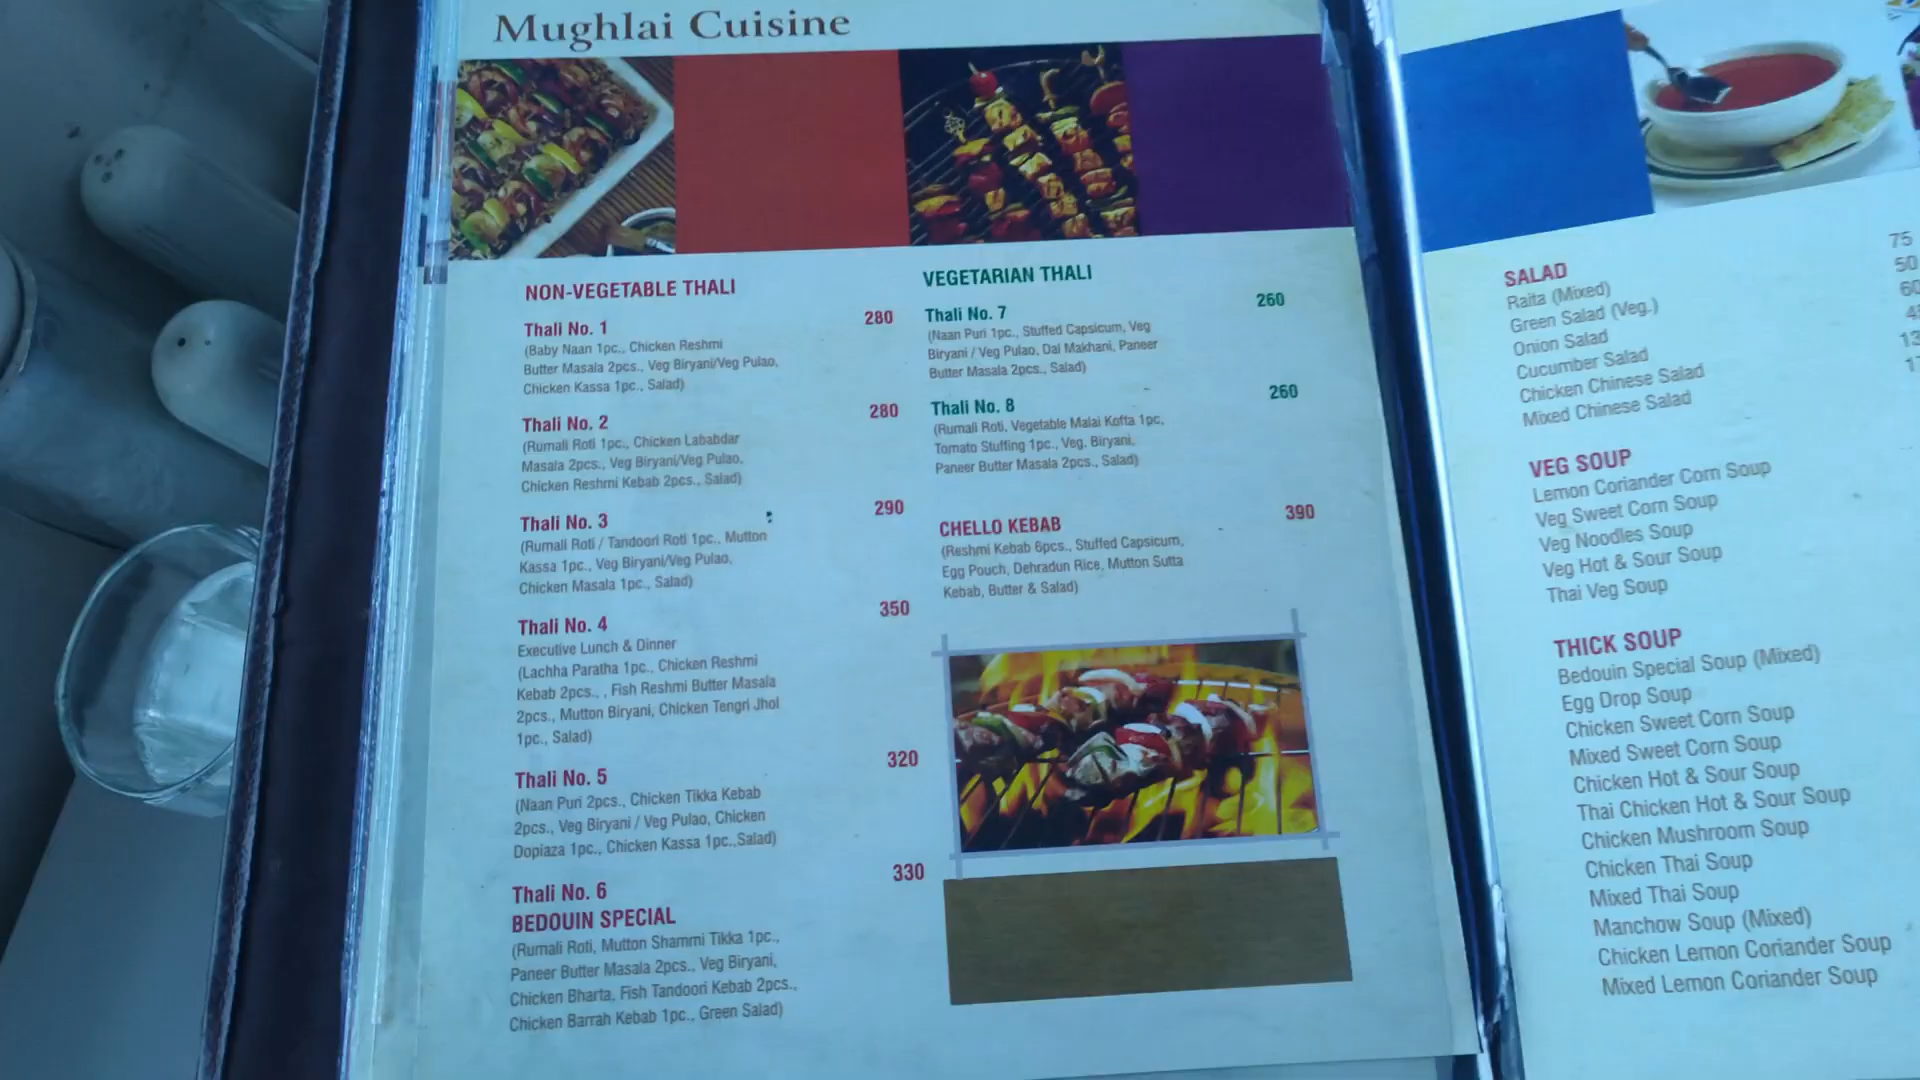 Mughlai Cuisine
NON-VEGETABLE THALI
Thali No. 1 280
(Baby Naan 1pc., Chicken Reshmi
Butter Masala 2pcs., Veg Biryani/Veg Pulao,
Chicken Kassa 1pc., Salad)
Thali No. 2 280
(Rumali Roti 1pc., Chicken Lababdar
Masala 2pcs., Veg Biryani/Veg Pulao,
Chicken Reshmi Kebab 2pcs., Salad)
Thali No. 3 290
(Rumali Roti / Tandoori Roti 1pc., Mutton
Kassa 1pc., Veg Biryani/Veg Pulao,
Chicken Masala 1pc., Salad)
Thali No. 4 350
Executive Lunch & Dinner
(Lachha Paratha 1pc., Chicken Reshmi
Kebab 2pcs., , Fish Reshmi Butter Masala
2pcs., Mutton Biryani, Chicken Tengri Jhol
1pc., Salad)
Thali No. 5 320
(Naan Puri 2pcs., Chicken Tikka Kebab
2pcs., Veg Biryani / Veg Pulao, Chicken
Dopiaza 1pc., Chicken Kassa 1pc.,Salad)
Thali No. 6 330
BEDOUIN SPECIAL
(Rumali Roti, Mutton Shammi Tikka 1pc.,
Paneer Butter Masala 2pcs., Veg Biryani,
Chicken Bharta, Fish Tandoori Kebab 2pcs.,
Chicken Barrah Kebab 1pc., Green Salad)
VEGETARIAN THALI
Thali No. 7 260
(Naan Puri 1pc., Stuffed Capsicum, Veg
Biryani / Veg Pulao, Dal Makhani, Paneer
Butter Masala 2pcs., Salad)
Thali No. 8 260
(Rumali Roti, Vegetable Malai Kofta 1pc,
Tomato Stuffing 1pc., Veg. Biryani,
Paneer Butter Masala 2pcs., Salad)
CHELLO KEBAB 390
(Reshmi Kebab 6pcs., Stuffed Capsicum,
Egg Pouch, Dehradun Rice, Mutton Sutta
Kebab, Butter & Salad)
SALAD
Raita (Mixed) 75
Green Salad (Veg.) 50
Onion Salad
Cucumber Salad
Chicken Chinese Salad
Mixed Chinese Salad
VEG SOUP
Lemon Coriander Corn Soup
Veg Sweet Corn Soup
Veg Noodles Soup
Veg Hot & Sour Soup
Thai Veg Soup
THICK SOUP
Bedouin Special Soup (Mixed)
Egg Drop Soup
Chicken Sweet Corn Soup
Mixed Sweet Corn Soup
Chicken Hot & Sour Soup
Thai Chicken Hot & Sour Soup
Chicken Mushroom Soup
Chicken Thai Soup
Mixed Thai Soup
Manchow Soup (Mixed)
Chicken Lemon Coriander Soup
Mixed Lemon Coriander Soup